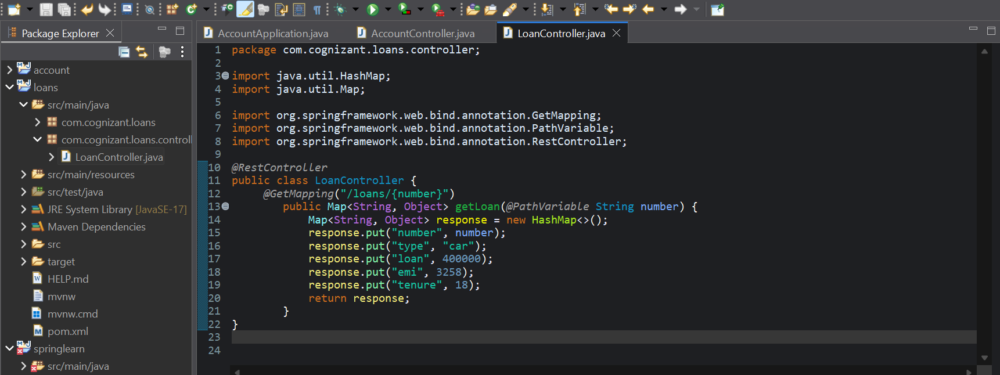 Package Explorer
account
loans
src/main/java
com.cognizant.loans
com.cognizant.loans.control
LoanController.java
src/main/resources
src/test/java
JRE System Library [JavaSE-17]
Maven Dependencies
src
target
HELP.md
mvnw
mvnw.cmd
pom.xml
springlearn
src/main/java
AccountApplication.java
AccountController.java
LoanController.java
1 package com.cognizant.loans.controller;
2
3 import java.util.HashMap;
4 import java.util.Map;
5
6 import org.springframework.web.bind.annotation.GetMapping;
7 import org.springframework.web.bind.annotation.PathVariable;
8 import org.springframework.web.bind.annotation.RestController;
9
10 @RestController
11 public class LoanController {
12 @GetMapping("/loans/{number}")
13 public Map<String, Object> getLoan(@PathVariable String number) {
14 Map<String, Object> response = new HashMap<>();
15 response.put("number", number);
16 response.put("type", "car");
17 response.put("loan", 400000);
18 response.put("emi", 3258);
19 response.put("tenure", 18);
20 return response;
21 }
22 }
23
24